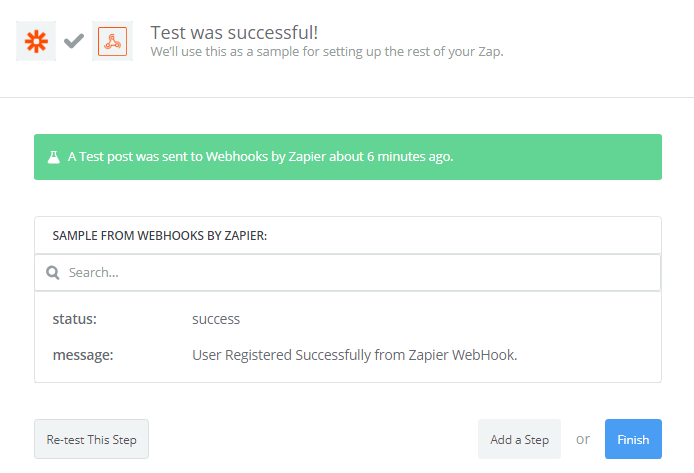 Test was successful!
We'll use this as a sample for setting up the rest of your Zap.
A Test post was sent to Webhooks by Zapier about 6 minutes ago.
SAMPLE FROM WEBHOOKS BY ZAPIER:
Search...
status: success
message: User Registered Successfully from Zapier WebHook.
Re-test This Step Add a Step or Finish